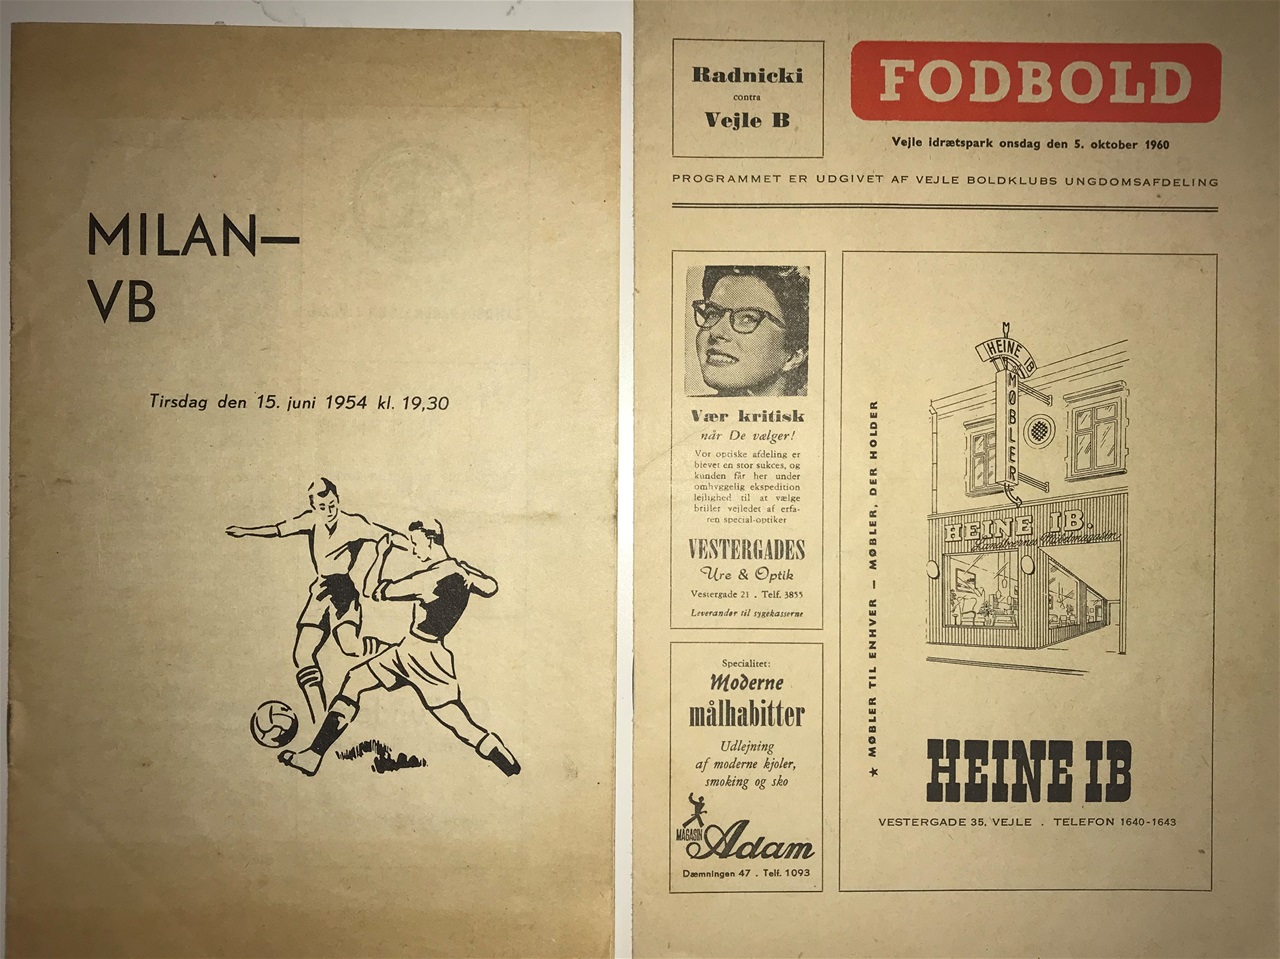 MILAN—
VB
Tirsdag den 15. juni 1954 kl. 19,30
Radnicki
contra
Vejle B
FODBOLD
Vejle Idrætspark onsdag den 5. oktober 1960
PROGRAMMET ER UDGIVET AF VEJLE BOLDKLUBS UNGDOMSAFDELING
Vær kritisk
når De vælger!
Vor optiske afdeling er
blevet en stor sukces, og
kunden får her under
omhyggelig ekspedition
lejlighed til at vælge
briller vejledet af erfa-
ren special-optiker
VESTERGADES
Ure & Optik
Vestergade 21 . Telf. 3855
Leverandør til sygekasserne
Specialitet:
Moderne
målhabitter
Udlejning
af moderne kjoler,
smoking og sko
MAGASIN
Adam
Dæmningen 47 . Telf. 1093
★ MØBLER TIL ENHVER — MØBLER, DER HOLDER
M
HEINE IB
MØBLER
HEINE IB.
HEINE IB
VESTERGADE 35, VEJLE . TELEFON 1640-1643